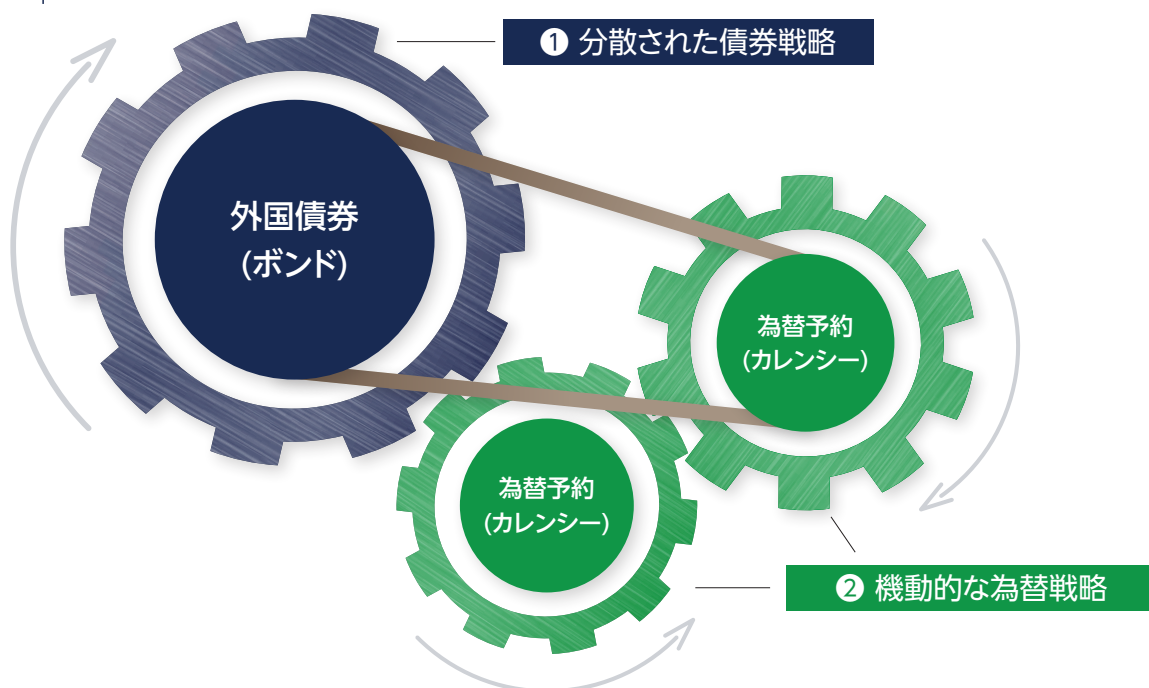 ❶ 分散された債券戦略
外国債券
(ボンド)
為替予約
(カレンシー)
為替予約
(カレンシー)
❷ 機動的な為替戦略